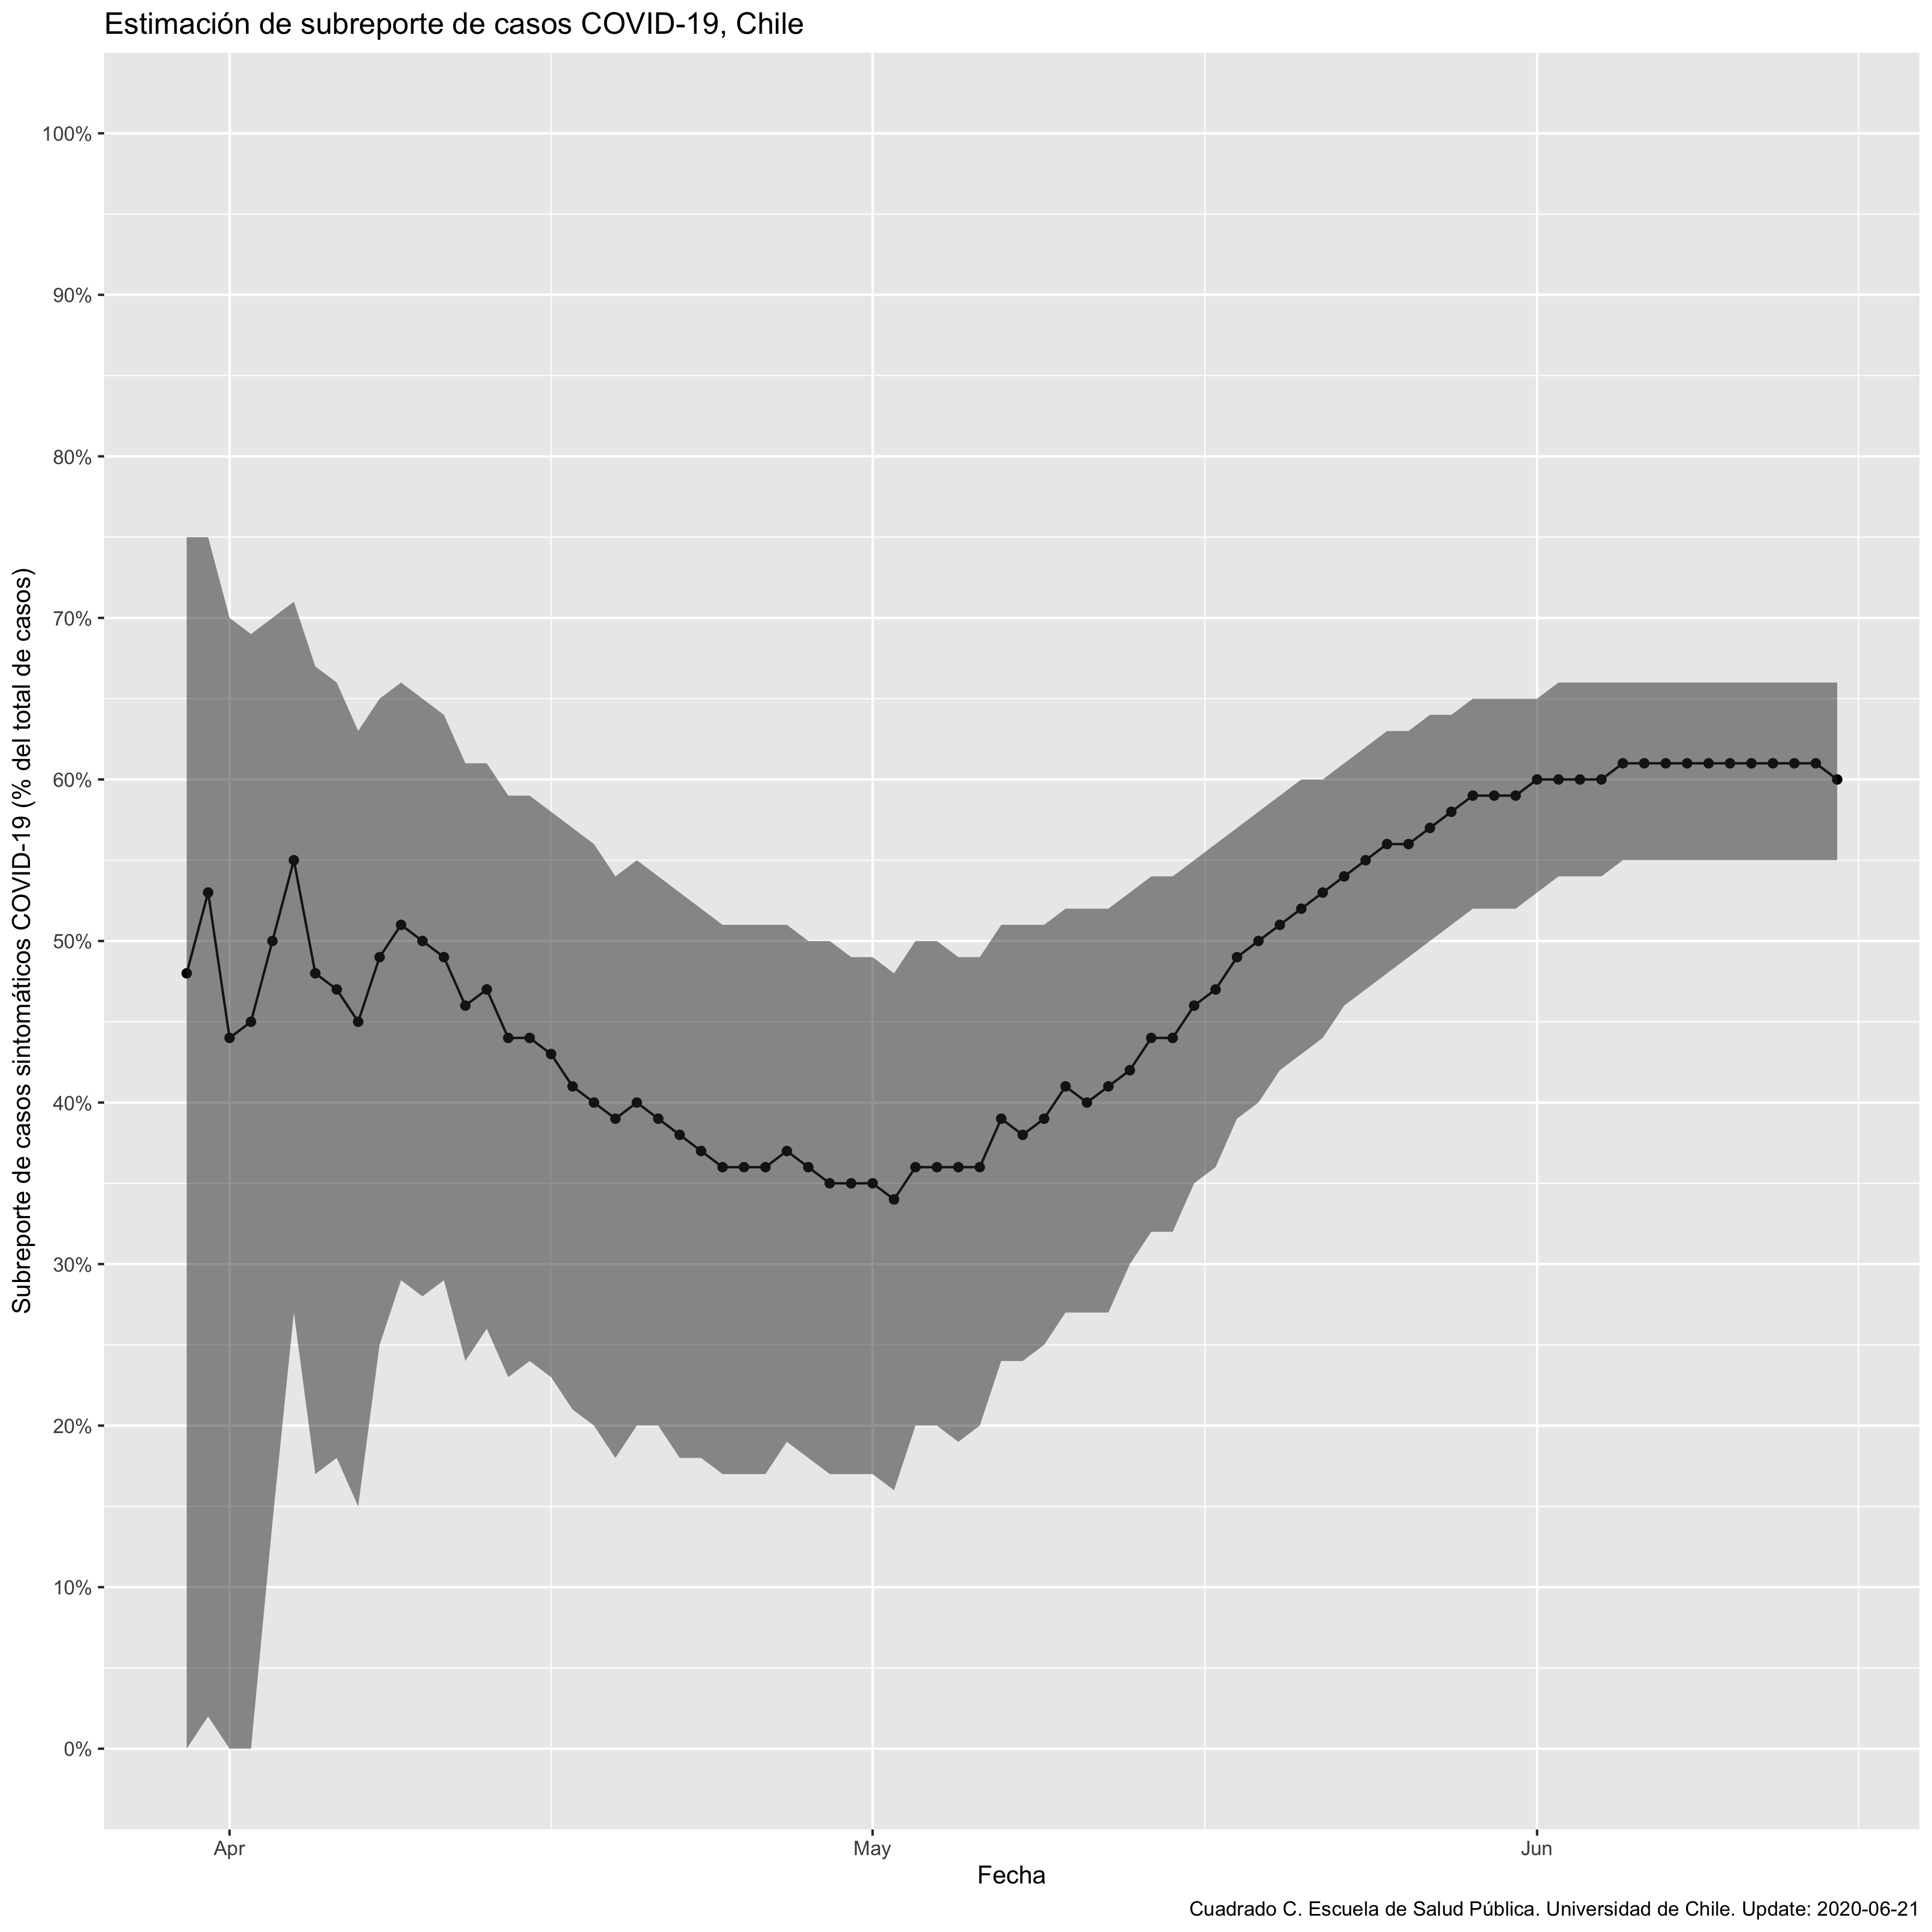 Estimación de subreporte de casos COVID-19, Chile
Subreporte de casos sintomáticos COVID-19 (% del total de casos)
100%
90%
80%
70%
60%
50%
40%
30%
20%
10%
0%
Apr May Jun
Fecha
Cuadrado C. Escuela de Salud Pública. Universidad de Chile. Update: 2020-06-21